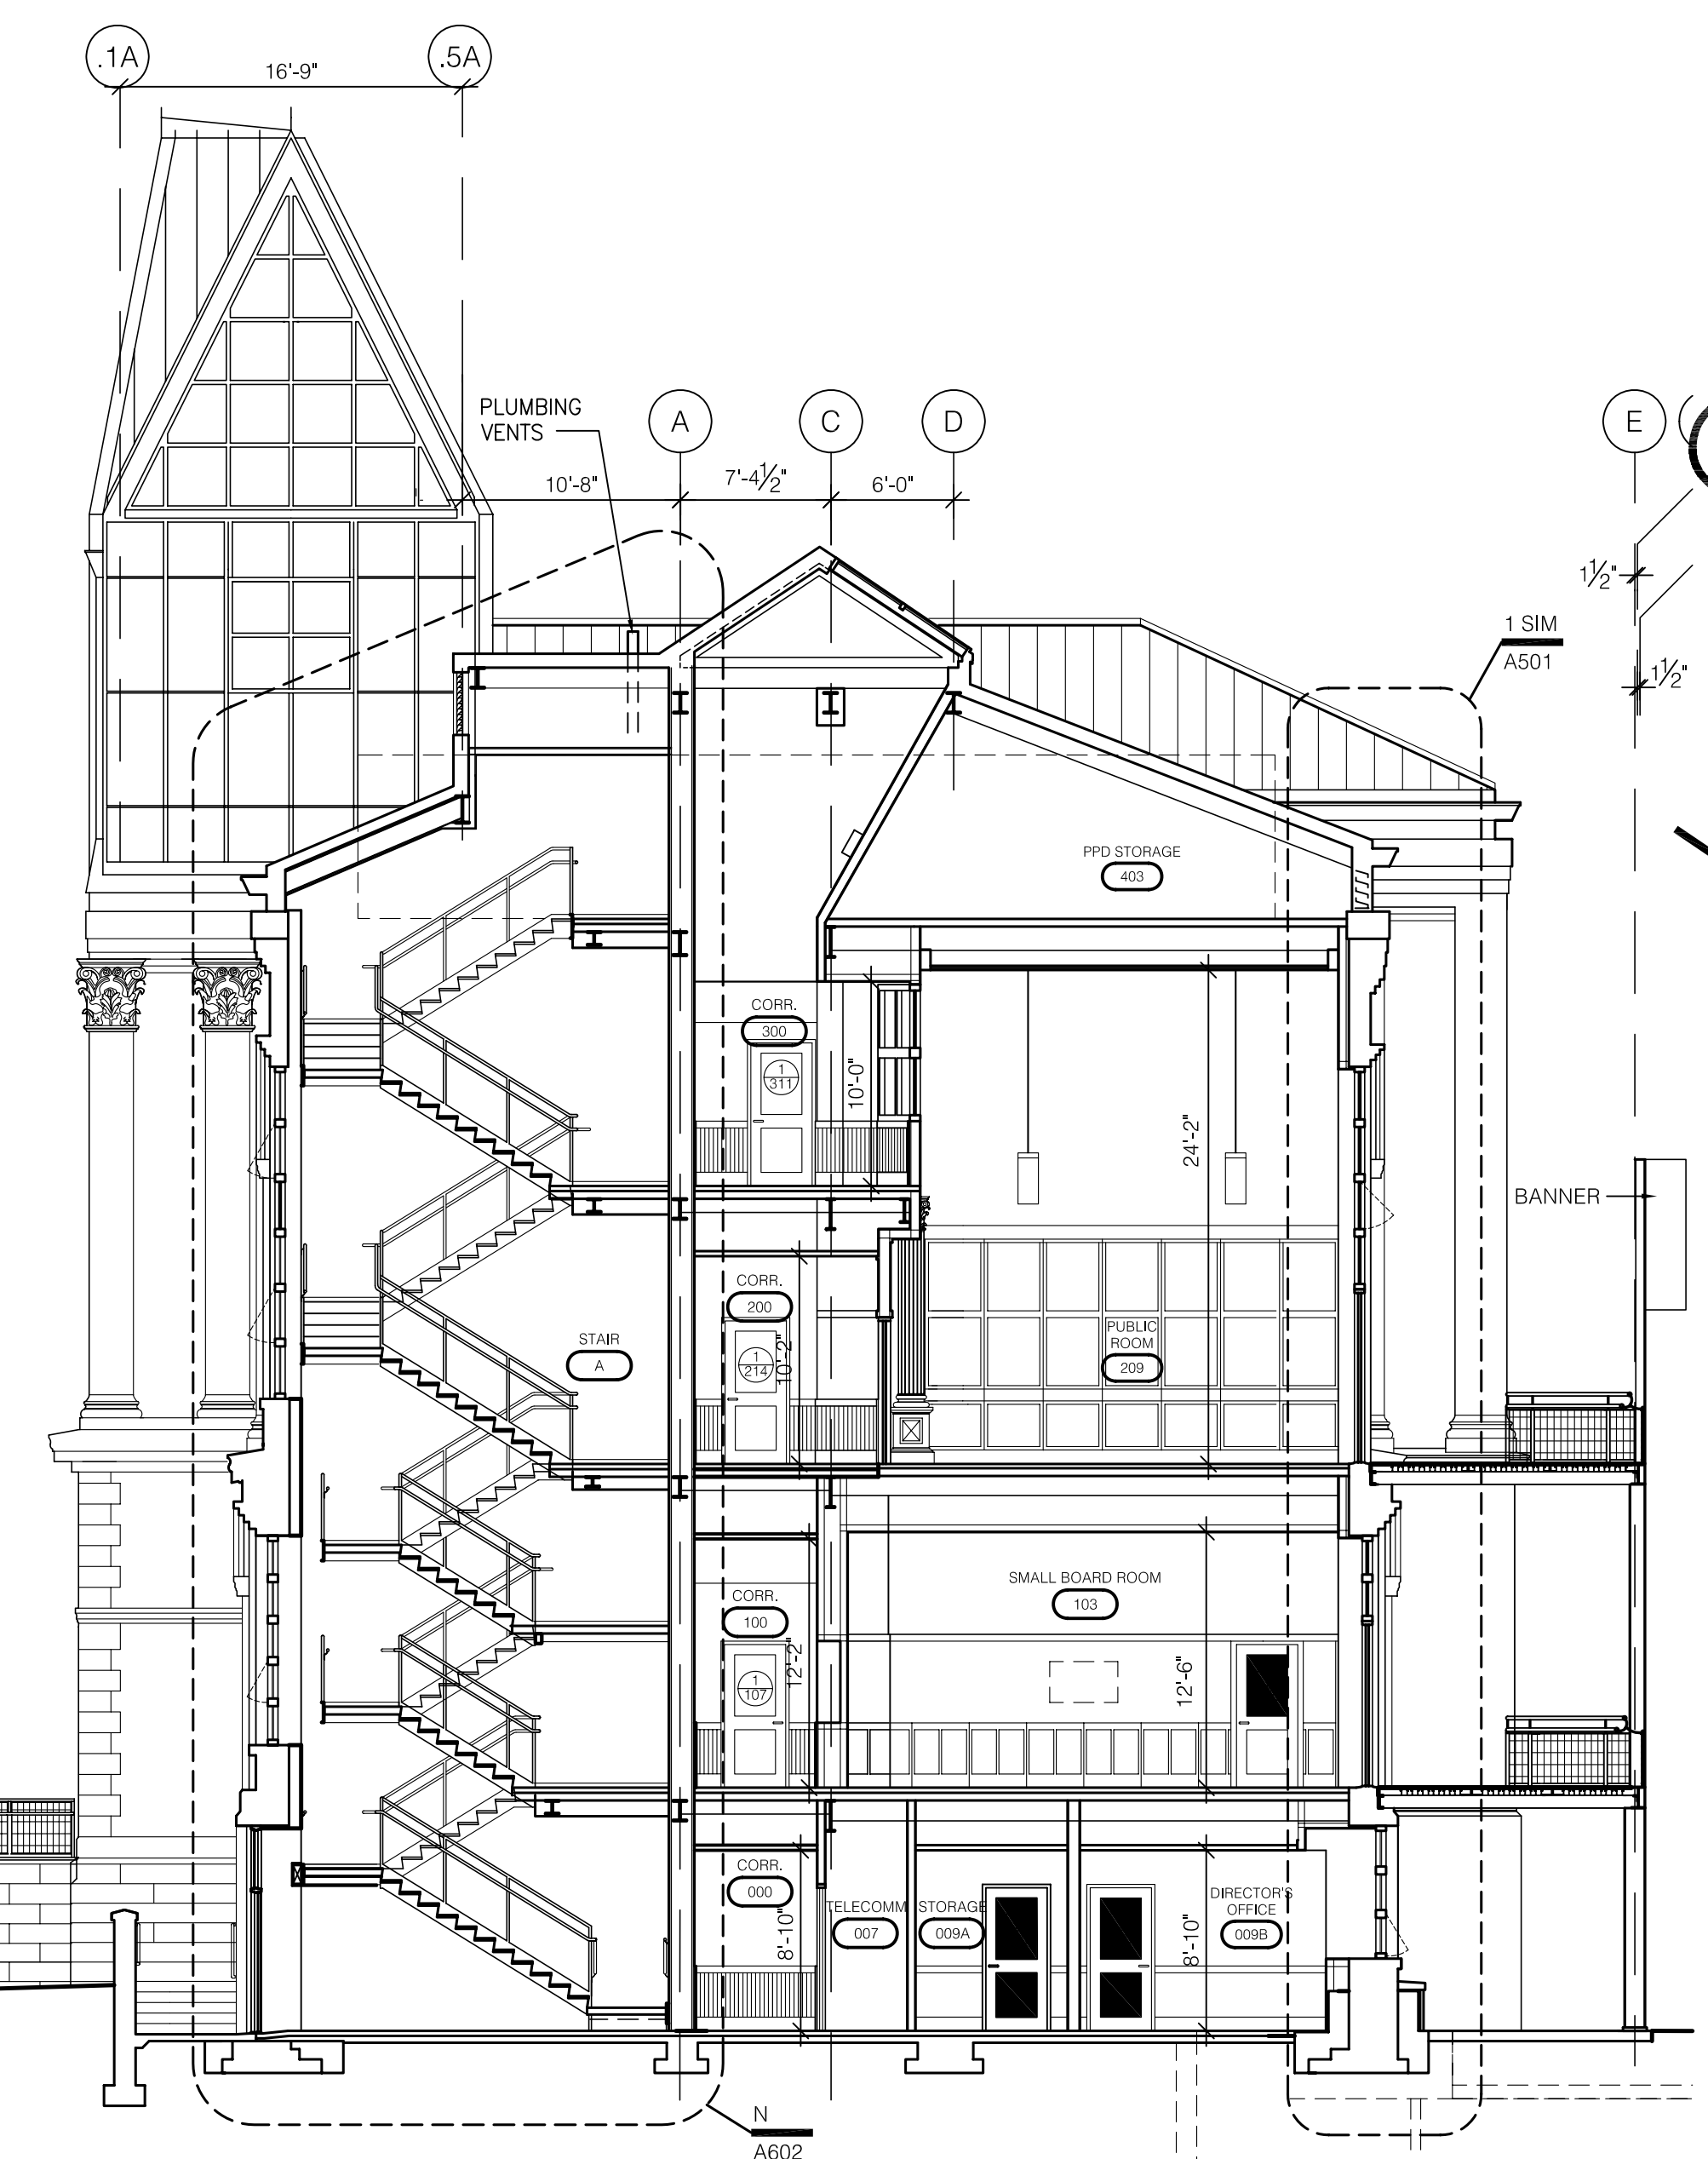 .1A
.5A
16'-9"
PLUMBING
VENTS
A
C
D
E
10'-8"
7'-4½"
6'-0"
1½"
1 SIM
A501
1½"
PPD STORAGE
403
CORR.
300
1
311
10'-0"
24'-2"
BANNER
CORR.
200
STAIR
A
1
214
10'-2"
PUBLIC
ROOM
209
CORR.
100
SMALL BOARD ROOM
103
1
107
12'-2"
12'-6"
CORR.
000
TELECOMM
007
STORAGE
009A
DIRECTOR'S
OFFICE
009B
8'-10"
8'-10"
N
A602